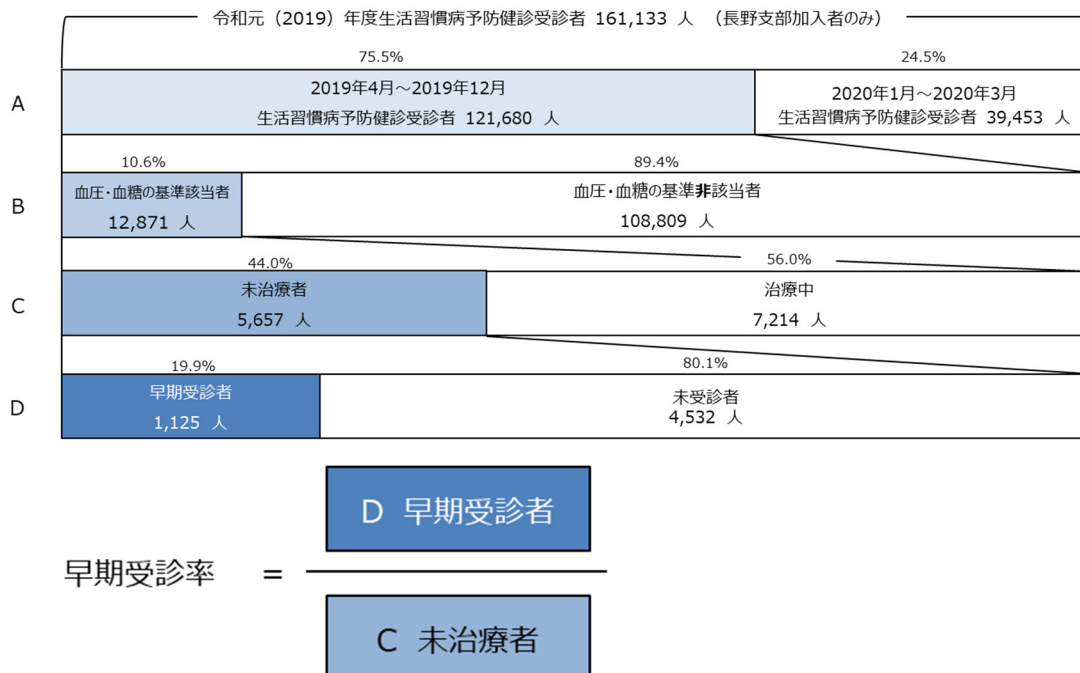 令和元（2019）年度生活習慣病予防健診受診者 161,133 人 （長野支部加入者のみ）
75.5%
24.5%
A
2019年4月～2019年12月
生活習慣病予防健診受診者 121,680 人
2020年1月～2020年3月
生活習慣病予防健診受診者 39,453 人
10.6%
89.4%
B
血圧・血糖の基準該当者
12,871 人
血圧・血糖の基準非該当者
108,809 人
44.0%
56.0%
C
未治療者
5,657 人
治療中
7,214 人
19.9%
80.1%
D
早期受診者
1,125 人
未受診者
4,532 人
D 早期受診者
早期受診率 =
C 未治療者